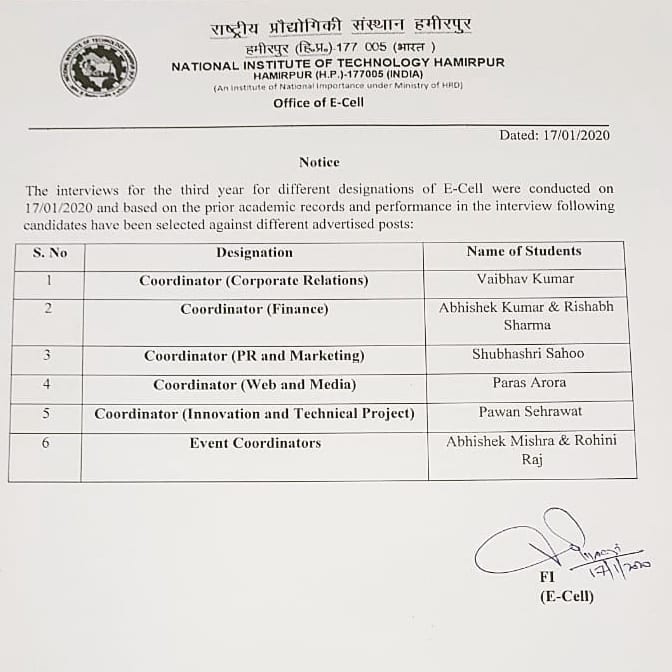 राष्ट्रीय प्रौद्योगिकी संस्थान हमीरपुर
हमीरपुर (हि.प्र.)-177 005 (भारत )
NATIONAL INSTITUTE OF TECHNOLOGY HAMIRPUR
HAMIRPUR (H.P.)-177005 (INDIA)
(An Institute of National Importance under Ministry of HRD)
Office of E-Cell
Dated: 17/01/2020
Notice
The interviews for the third year for different designations of E-Cell were conducted on
17/01/2020 and based on the prior academic records and performance in the interview following
candidates have been selected against different advertised posts:
S. No Designation Name of Students
1 Coordinator (Corporate Relations) Vaibhav Kumar
2 Coordinator (Finance) Abhishek Kumar & Rishabh
Sharma
3 Coordinator (PR and Marketing) Shubhashri Sahoo
4 Coordinator (Web and Media) Paras Arora
5 Coordinator (Innovation and Technical Project) Pawan Sehrawat
6 Event Coordinators Abhishek Mishra & Rohini
Raj
17/1/2020
FI
(E-Cell)